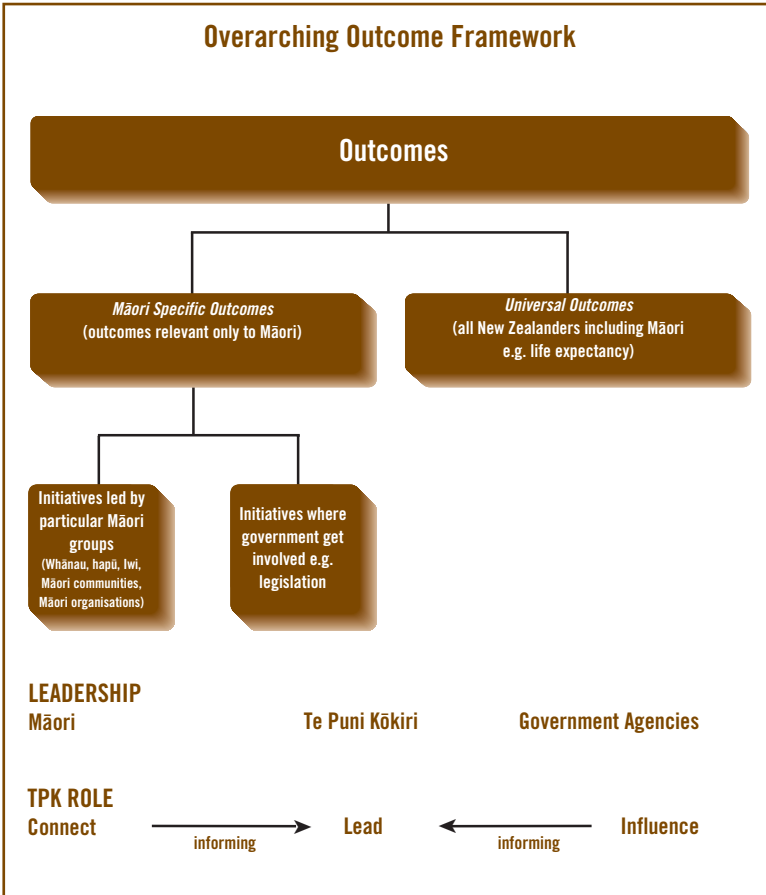 Overarching Outcome Framework
Outcomes
Māori Specific Outcomes
(outcomes relevant only to Māori)
Universal Outcomes
(all New Zealanders including Māori
e.g. life expectancy)
Initiatives led by
particular Māori
groups
(Whānau, hapū, Iwi,
Māori communities,
Māori organisations)
Initiatives where
government get
involved e.g.
legislation
LEADERSHIP
Māori Te Puni Kōkiri Government Agencies
TPK ROLE
Connect informing Lead informing Influence